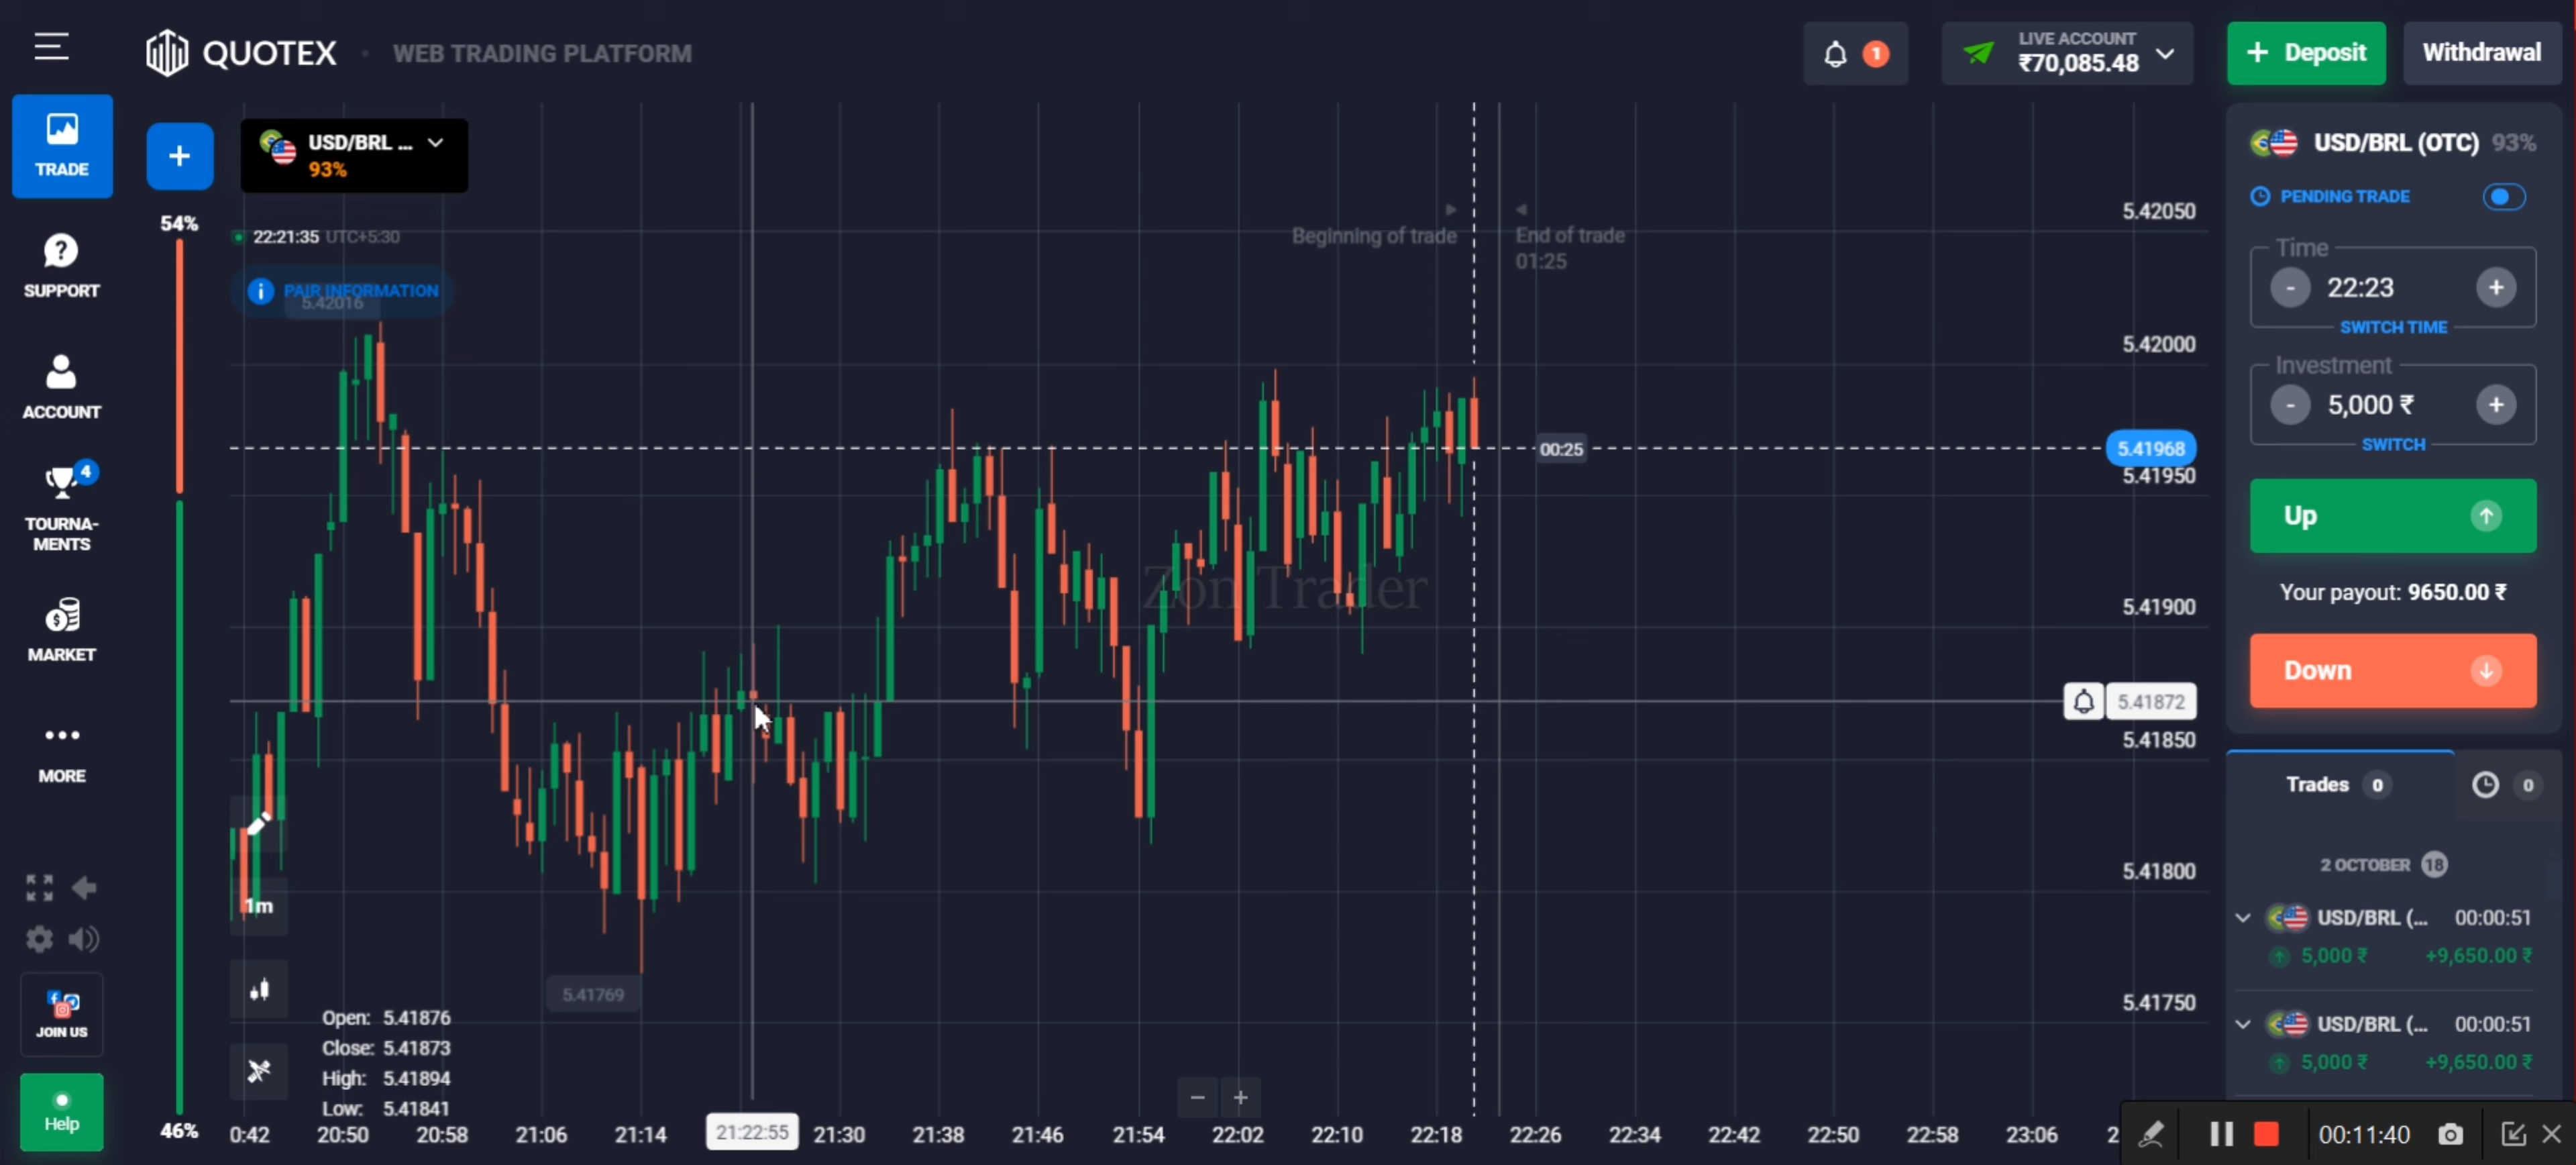 QUOTEX
WEB TRADING PLATFORM
1
LIVE ACCOUNT
₹70,085.48
+ Deposit
Withdrawal
TRADE
SUPPORT
ACCOUNT
4
TOURNA-
MENTS
MARKET
MORE
JOIN US
Help
+
USD/BRL ...
93%
54%
46%
22:21:35 UTC+5:30
PAIR INFORMATION
5.42016
Beginning of trade
End of trade
01:25
00:25
Zon Trader
5.41769
1m
Open: 5.41876
Close: 5.41873
High: 5.41894
Low: 5.41841
- +
5.42050
5.42000
5.41968
5.41950
5.41900
5.41872
5.41850
5.41800
5.41750
0:42 20:50 20:58 21:06 21:14 21:22:55 21:30 21:38 21:46 21:54 22:02 22:10 22:18 22:26 22:34 22:42 22:50 22:58 23:06 2
USD/BRL (OTC) 93%
PENDING TRADE
Time
- 22:23 +
SWITCH TIME
Investment
- 5,000 ₹ +
SWITCH
Up
Your payout: 9650.00 ₹
Down
Trades 0
0
2 OCTOBER 18
USD/BRL (... 00:00:51
5,000 ₹ +9,650.00 ₹
USD/BRL (... 00:00:51
5,000 ₹ +9,650.00 ₹
00:11:40